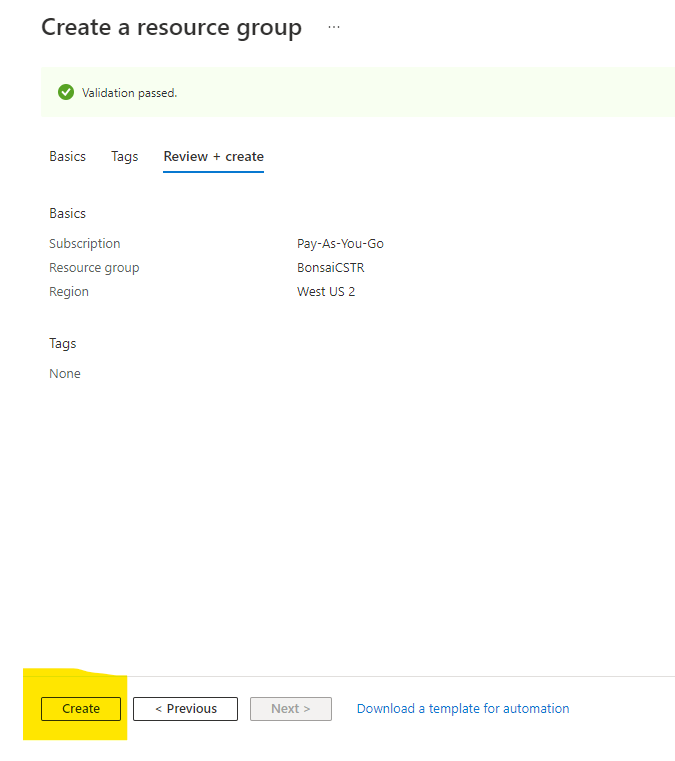 Create a resource group ...
Validation passed.
Basics Tags Review + create
Basics
Subscription Pay-As-You-Go
Resource group BonsaiCSTR
Region West US 2
Tags
None
Create < Previous Next > Download a template for automation